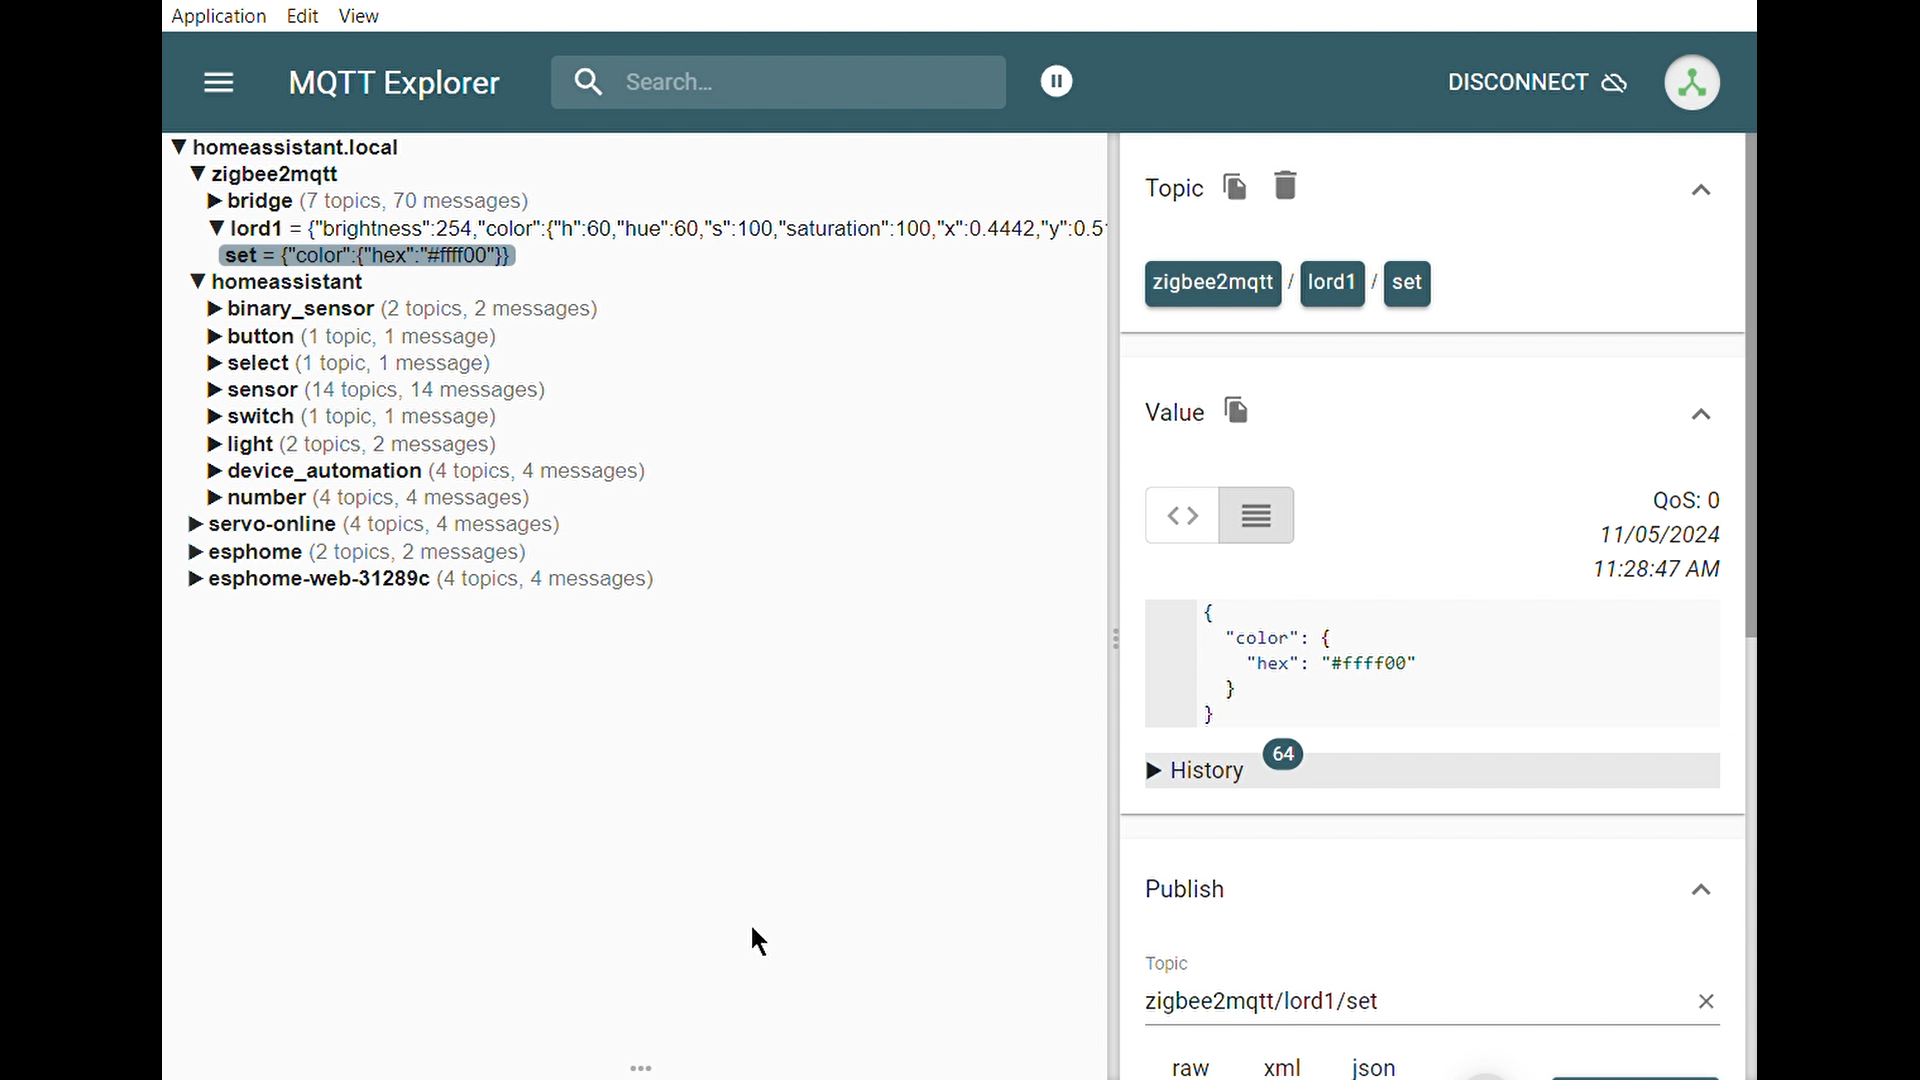 Application Edit View
MQTT Explorer Search... DISCONNECT
homeassistant.local
zigbee2mqtt
bridge (7 topics, 70 messages)
lord1 = {"brightness":254,"color":{"h":60,"hue":60,"s":100,"saturation":100,"x":0.4442,"y":0.5
set = {"color":{"hex":"#ffff00"}}
homeassistant
binary_sensor (2 topics, 2 messages)
button (1 topic, 1 message)
select (1 topic, 1 message)
sensor (14 topics, 14 messages)
switch (1 topic, 1 message)
light (2 topics, 2 messages)
device_automation (4 topics, 4 messages)
number (4 topics, 4 messages)
servo-online (4 topics, 4 messages)
esphome (2 topics, 2 messages)
esphome-web-31289c (4 topics, 4 messages)
Topic
zigbee2mqtt / lord1 / set
Value
QoS: 0
11/05/2024
11:28:47 AM
{
"color": {
"hex": "#ffff00"
}
}
History 64
Publish
Topic
zigbee2mqtt/lord1/set
raw xml json